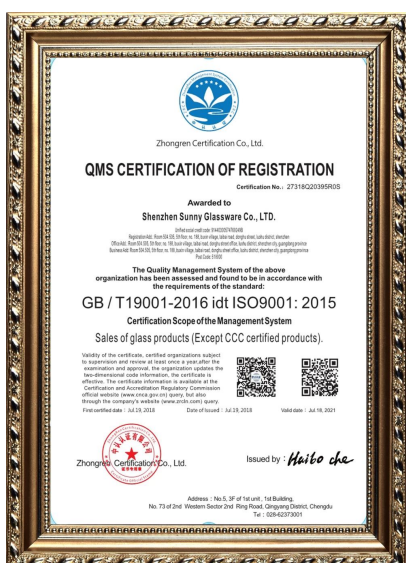 Zhongren Certification Co., Ltd.
QMS CERTIFICATION OF REGISTRATION
Certification No.: 27318Q20395R0S
Awarded to
Shenzhen Sunny Glassware Co., LTD.
The Quality Management System of the above
organization has been assessed and found to be in accordance with
the requirements of the standard:
GB / T19001-2016 idt ISO9001: 2015
Certification Scope of the Management System
Sales of glass products (Except CCC certified products).
Validity of the certificate, certified organizations subject
to supervision and review at least once a year,after the
examination and approval, the organization updates the
two-dimensional code information, the certificate is
effective. The certificate information is available at the
Certification and Accreditation Regulatory Commission
official website (www.cnca.gov.cn) query, but also
through the company's website (www.zrcln.com) query.
First certified date : Jul.19, 2018
Date of Issued : Jul.19, 2018
Valid date : Jul.18, 2021
Zhongren Certification Co., Ltd.
Issued by : Haibo che
Address : No.5, 3F of 1st unit , 1st Building,
No. 73 of 2nd Western Sector 2nd Ring Road, Qingyang District, Chengdu
Tel : 028-62373001